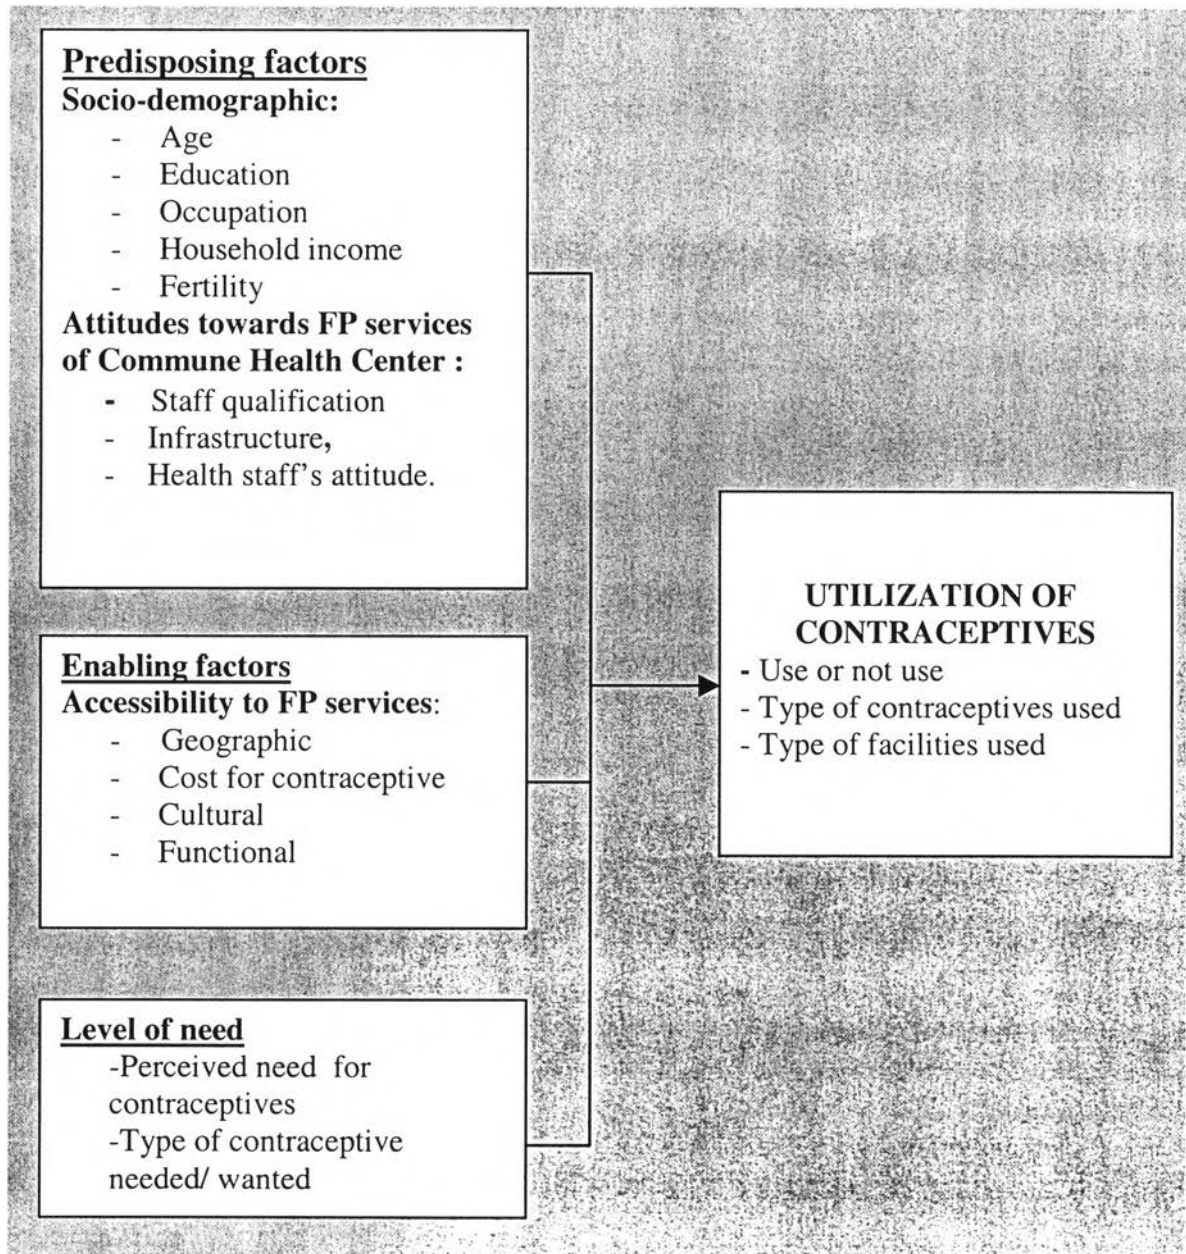 Predisposing factors
Socio-demographic:
- Age
- Education
- Occupation
- Household income
- Fertility
Attitudes towards FP services
of Commune Health Center :
- Staff qualification
- Infrastructure,
- Health staff's attitude.
Enabling factors
Accessibility to FP services:
- Geographic
- Cost for contraceptive
- Cultural
- Functional
Level of need
-Perceived need for
contraceptives
-Type of contraceptive
needed/ wanted
UTILIZATION OF
CONTRACEPTIVES
- Use or not use
- Type of contraceptives used
- Type of facilities used